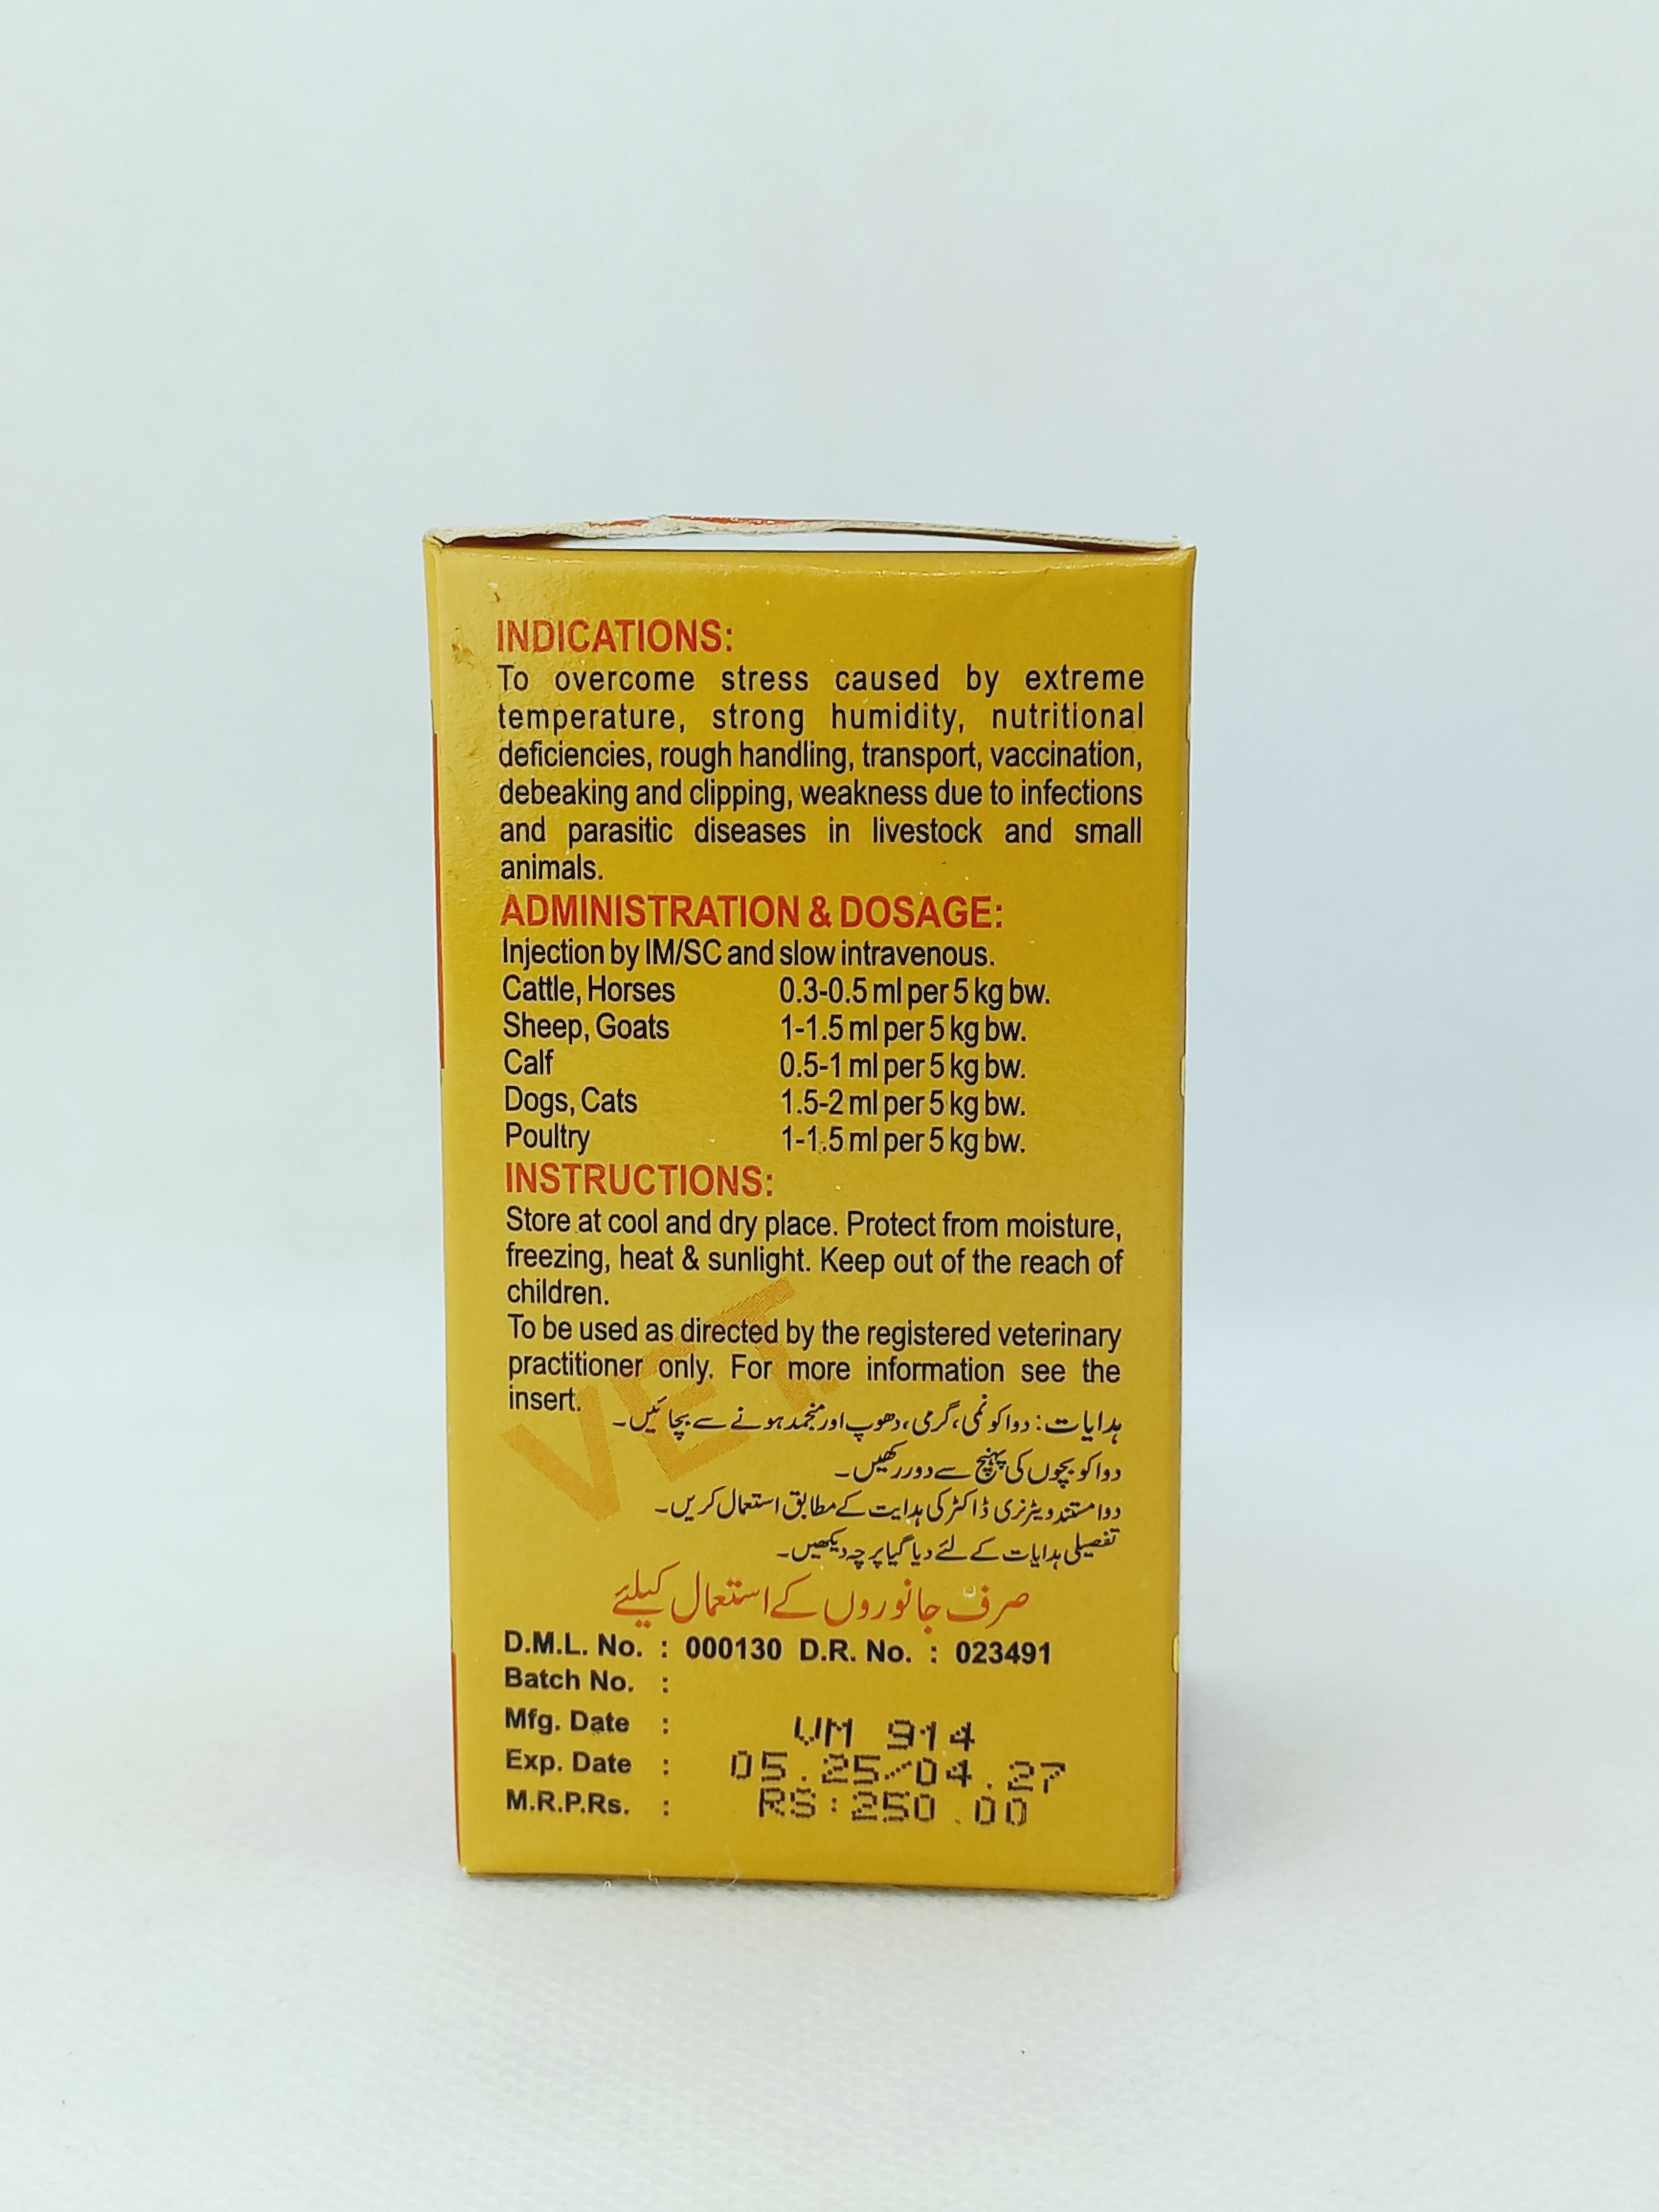 INDICATIONS:
To overcome stress caused by extreme
temperature, strong humidity, nutritional
deficiencies, rough handling, transport, vaccination,
debeaking and clipping, weakness due to infections
and parasitic diseases in livestock and small
animals.
ADMINISTRATION & DOSAGE:
Injection by IM/SC and slow intravenous.
Cattle, Horses 0.3-0.5 ml per 5 kg bw.
Sheep, Goats 1-1.5 ml per 5 kg bw.
Calf 0.5-1 ml per 5 kg bw.
Dogs, Cats 1.5-2 ml per 5 kg bw.
Poultry 1-1.5 ml per 5 kg bw.
INSTRUCTIONS:
Store at cool and dry place. Protect from moisture,
freezing, heat & sunlight. Keep out of the reach of
children.
To be used as directed by the registered veterinary
practitioner only. For more information see the
insert.
VET.
ہدایات: دوا کو نمی، گرمی، دھوپ اور منجمد ہونے سے بچائیں۔
دوا کو بچوں کی پہنچ سے دور رکھیں۔
دوا مستند ویٹرنری ڈاکٹر کی ہدایت کے مطابق استعمال کریں۔
تفصیلی ہدایات کے لئے دیا گیا پرچہ دیکھیں۔
صرف جانوروں کے استعمال کیلئے
D.M.L. No. : 000130 D.R. No. : 023491
Batch No. :
Mfg. Date : VM 914
Exp. Date : 05.25/04.27
M.R.P.Rs. : RS:250.00